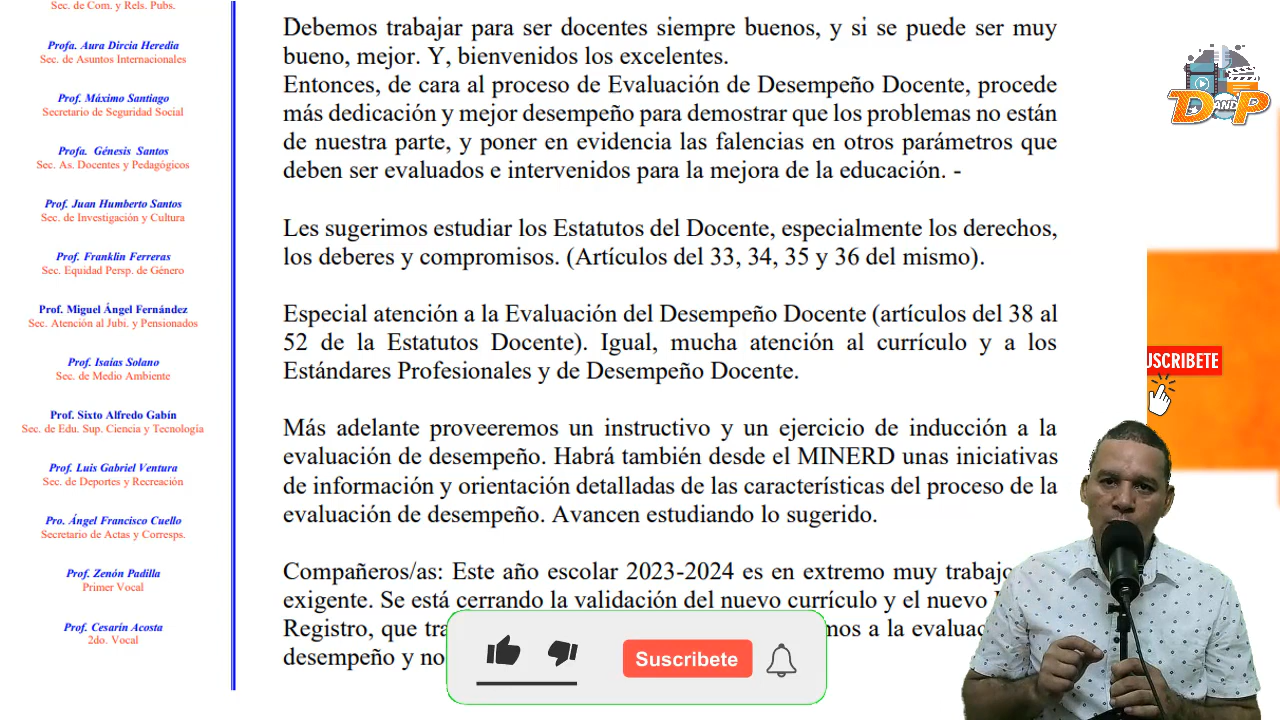 Sec. de Com. y Rels. Pubs.
Profa. Aura Dircia Heredia
Sec. de Asuntos Internacionales
Prof. Máximo Santiago
Secretario de Seguridad Social
Profa. Génesis Santos
Sec. As. Docentes y Pedagógicos
Prof. Juan Humberto Santos
Sec. de Investigación y Cultura
Prof. Franklin Ferreras
Sec. Equidad Persp. de Género
Prof. Miguel Ángel Fernández
Sec. Atención al Jubi. y Pensionados
Prof. Isaías Solano
Sec. de Medio Ambiente
Prof. Sixto Alfredo Gabín
Sec. de Edu. Sup. Ciencia y Tecnología
Prof. Luis Gabriel Ventura
Sec. de Deportes y Recreación
Pro. Ángel Francisco Cuello
Secretario de Actas y Corresps.
Prof. Zenón Padilla
Primer Vocal
Prof. Cesarín Acosta
2do. Vocal
Debemos trabajar para ser docentes siempre buenos, y si se puede ser muy
bueno, mejor. Y, bienvenidos los excelentes.
Entonces, de cara al proceso de Evaluación de Desempeño Docente, procede
más dedicación y mejor desempeño para demostrar que los problemas no están
de nuestra parte, y poner en evidencia las falencias en otros parámetros que
deben ser evaluados e intervenidos para la mejora de la educación. -
Les sugerimos estudiar los Estatutos del Docente, especialmente los derechos,
los deberes y compromisos. (Artículos del 33, 34, 35 y 36 del mismo).
Especial atención a la Evaluación del Desempeño Docente (artículos del 38 al
52 de la Estatutos Docente). Igual, mucha atención al currículo y a los
Estándares Profesionales y de Desempeño Docente.
Más adelante proveeremos un instructivo y un ejercicio de inducción a la
evaluación de desempeño. Habrá también desde el MINERD unas iniciativas
de información y orientación detalladas de las características del proceso de la
evaluación de desempeño. Avancen estudiando lo sugerido.
Compañeros/as: Este año escolar 2023-2024 es en extremo muy
exigente. Se está cerrando la validación del nuevo currículo y el nuevo
Registro, que a la
desempeño y
Suscribete
D AND P
USCRIBETE